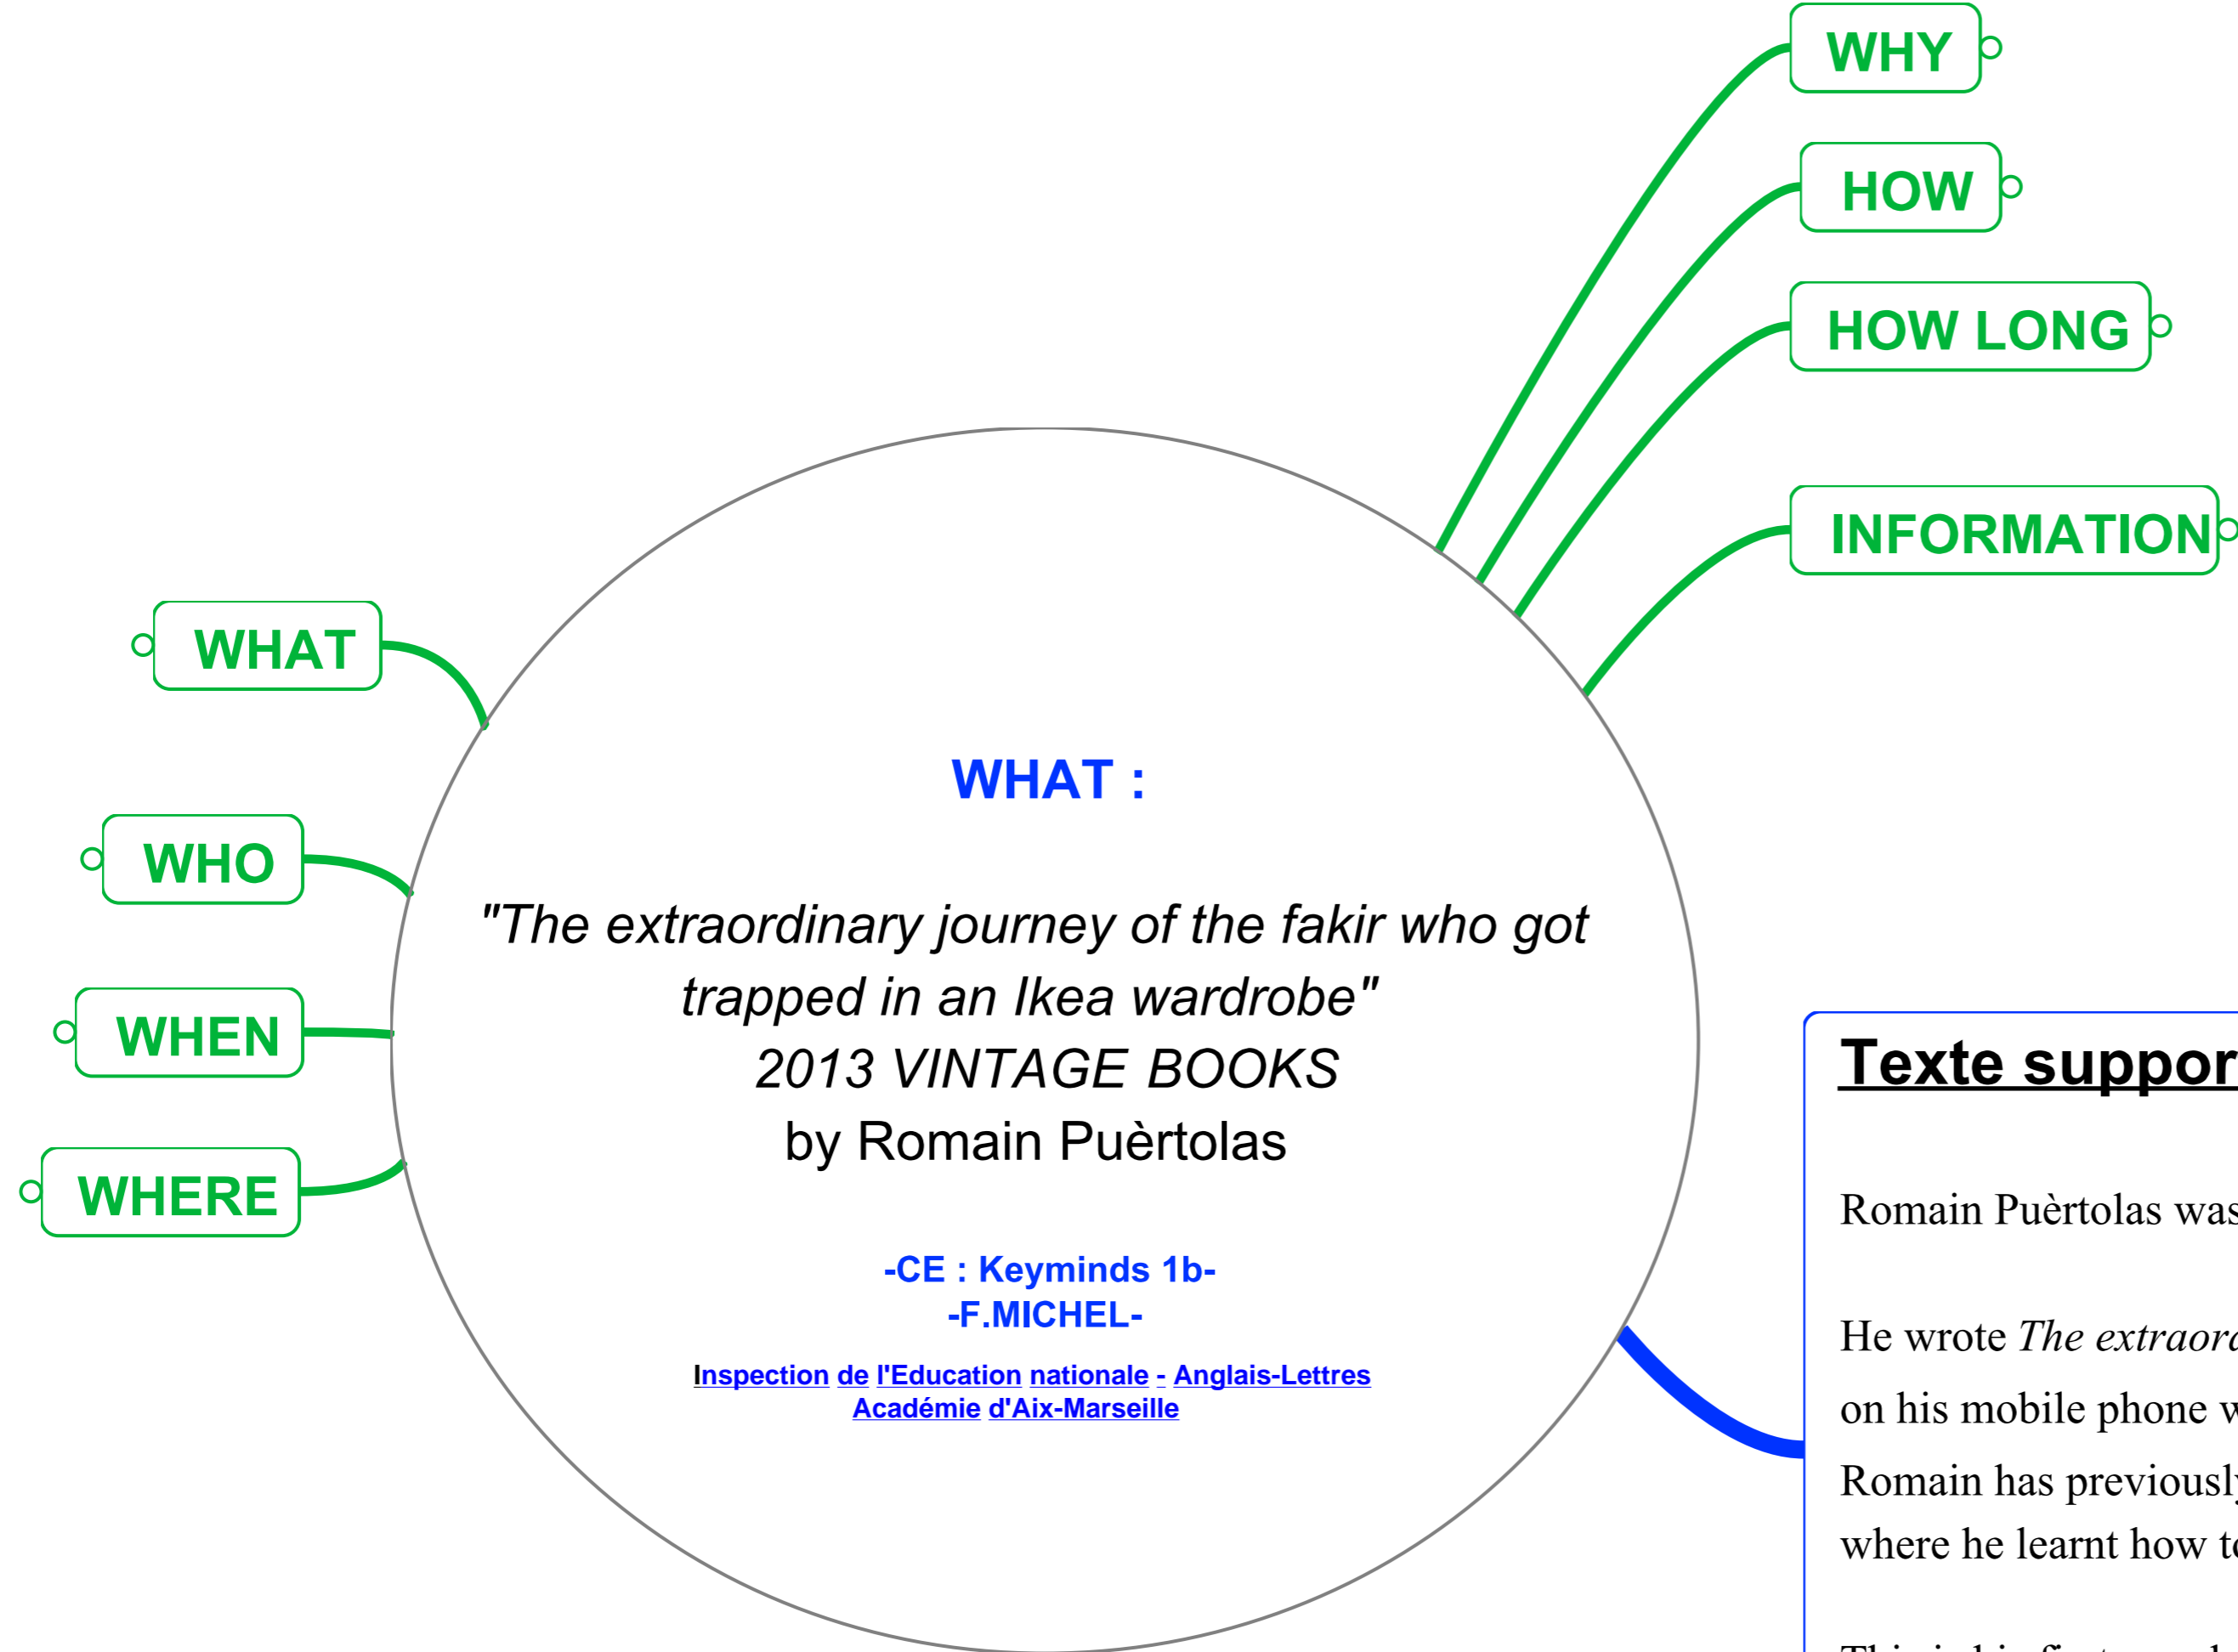 WHY
HOW
HOW LONG
INFORMATION
WHAT
WHO
WHEN
WHERE
WHAT :
"The extraordinary journey of the fakir who got
trapped in an Ikea wardrobe"
2013 VINTAGE BOOKS
by Romain Puèrtolas
-CE : Keyminds 1b-
-F.MICHEL-
Inspection de l'Education nationale - Anglais-Lettres
Académie d'Aix-Marseille
Texte suppor
Romain Puèrtolas was
He wrote The extraord
on his mobile phone w
Romain has previously
where he learnt how to